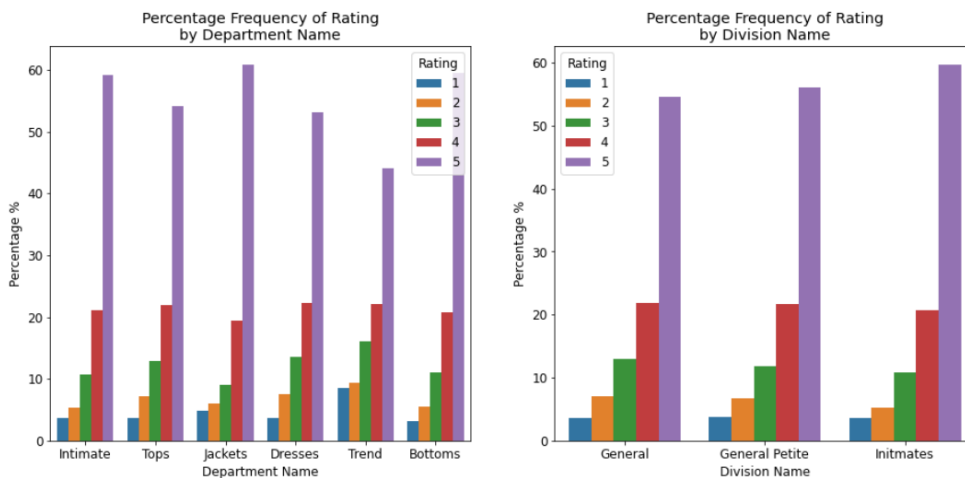 Percentage Frequency of Rating
by Department Name
Percentage %
60
50
40
30
20
10
0
Rating
1
2
3
4
5
Intimate Tops Jackets Dresses Trend Bottoms
Department Name
Percentage Frequency of Rating
by Division Name
Percentage %
60
50
40
30
20
10
0
Rating
1
2
3
4
5
General General Petite Initmates
Division Name